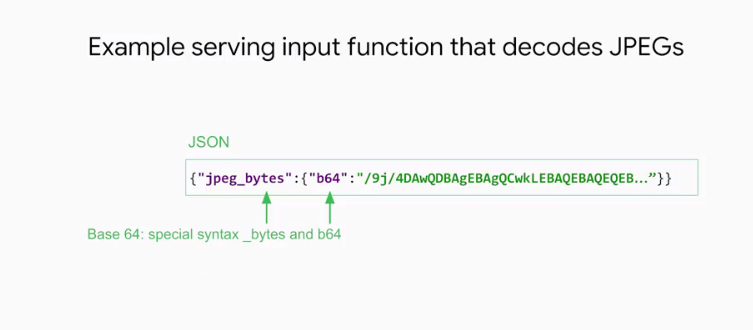 Example serving input function that decodes JPEGs
JSON
{"jpeg_bytes":{"b64":"/9j/4DAwQDBAgEBAgQCwkLEBAQEBAQEQEB...”}}
Base 64: special syntax _bytes and b64